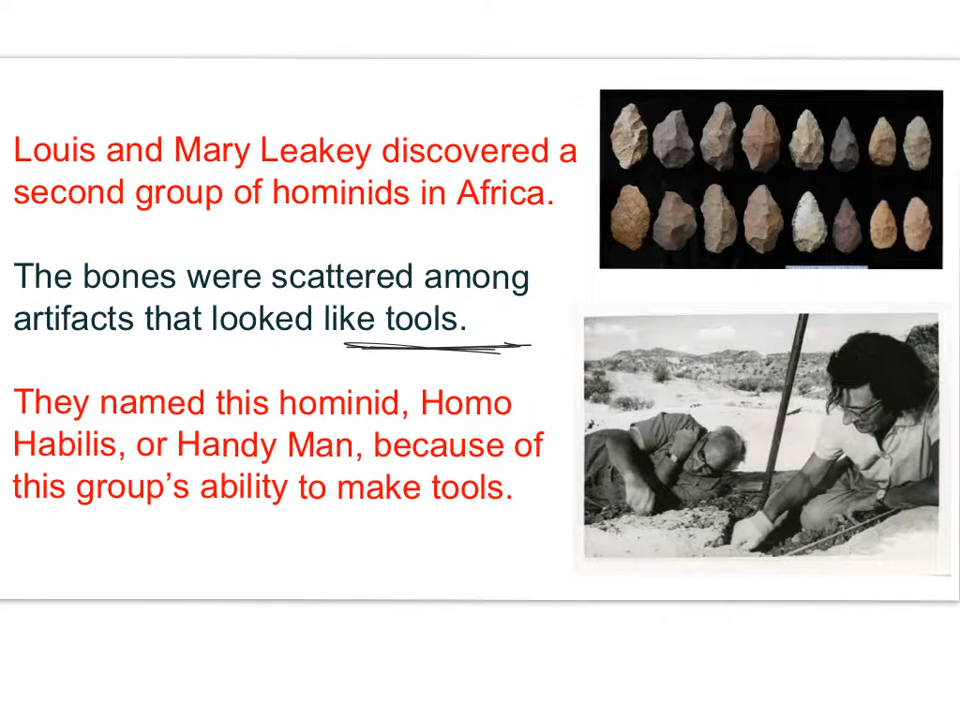 Louis and Mary Leakey discovered a
second group of hominids in Africa.
The bones were scattered among
artifacts that looked like tools.
They named this hominid, Homo
Habilis, or Handy Man, because of
this group’s ability to make tools.